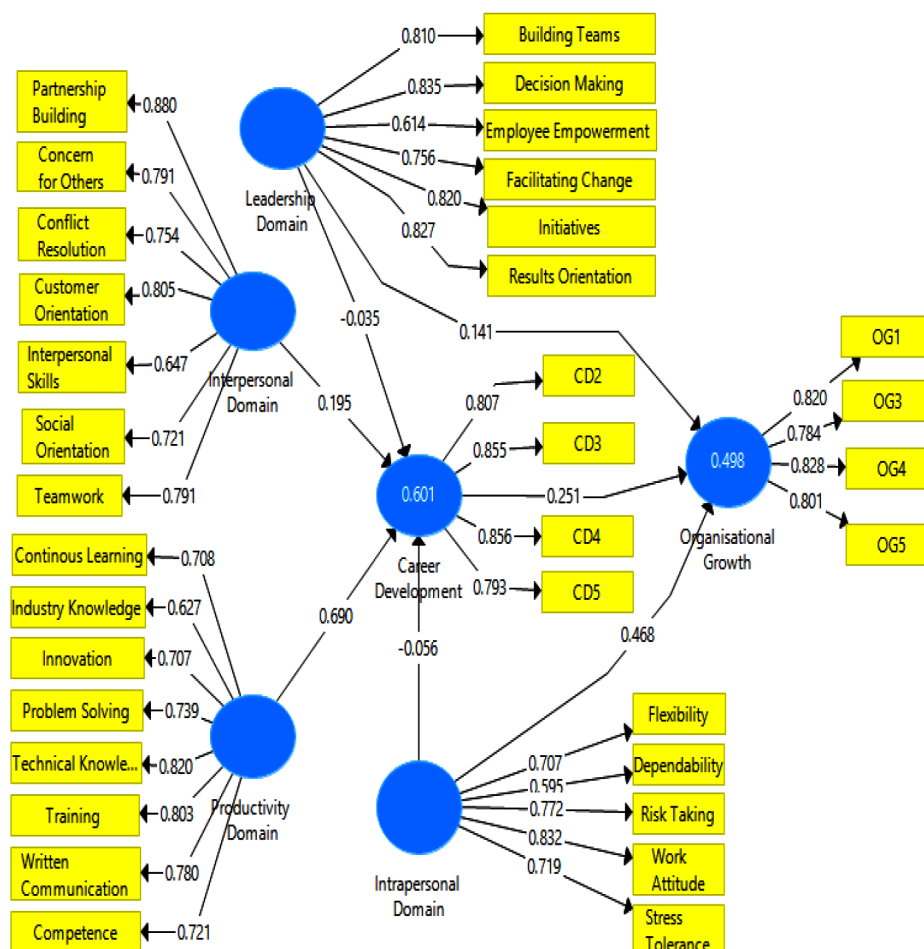 Partnership
Building
Concern
for Others
Conflict
Resolution
Customer
Orientation
Interpersonal
Skills
Social
Orientation
Teamwork
0.880
0.791
0.754
0.805
0.647
0.721
0.791
Interpersonal
Domain
Continous Learning
Industry Knowledge
Innovation
Problem Solving
Technical Knowle...
Training
Written
Communication
Competence
0.708
0.627
0.707
0.739
0.820
0.803
0.780
0.721
Productivity
Domain
Leadership
Domain
0.810
0.835
0.614
0.756
0.820
0.827
Building Teams
Decision Making
Employee Empowerment
Facilitating Change
Initiatives
Results Orientation
-0.035
0.141
0.195
0.690
-0.056
0.251
0.468
0.601
Career
Development
0.807
0.855
0.856
0.793
CD2
CD3
CD4
CD5
0.498
Organisational
Growth
0.820
0.784
0.828
0.801
OG1
OG3
OG4
OG5
Intrapersonal
Domain
0.707
0.595
0.772
0.832
0.719
Flexibility
Dependability
Risk Taking
Work
Attitude
Stress
Tolerance